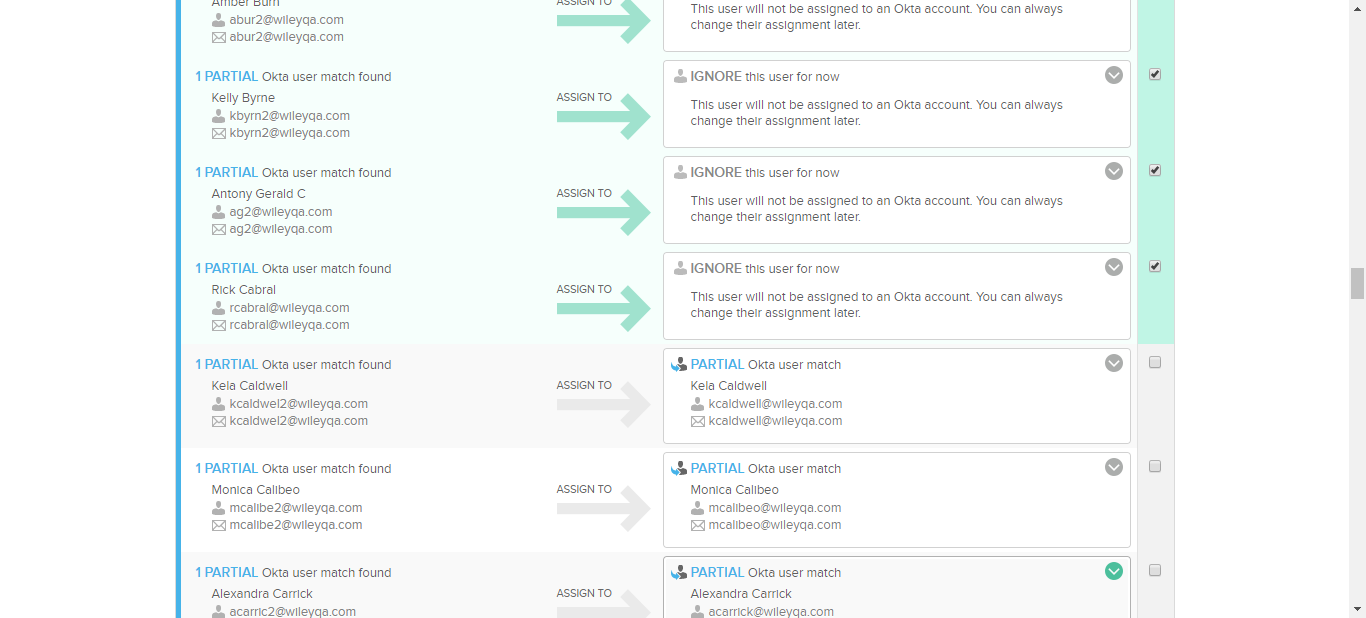 Amber Burn
abur2@wileyqa.com
abur2@wileyqa.com
ASSIGN TO
This user will not be assigned to an Okta account. You can always
change their assignment later.
1 PARTIAL Okta user match found
Kelly Byrne
kbyrn2@wileyqa.com
kbyrn2@wileyqa.com
ASSIGN TO
IGNORE this user for now
This user will not be assigned to an Okta account. You can always
change their assignment later.
1 PARTIAL Okta user match found
Antony Gerald C
ag2@wileyqa.com
ag2@wileyqa.com
ASSIGN TO
IGNORE this user for now
This user will not be assigned to an Okta account. You can always
change their assignment later.
1 PARTIAL Okta user match found
Rick Cabral
rcabral@wileyqa.com
rcabral@wileyqa.com
ASSIGN TO
IGNORE this user for now
This user will not be assigned to an Okta account. You can always
change their assignment later.
1 PARTIAL Okta user match found
Kela Caldwell
kcaldwel2@wileyqa.com
kcaldwel2@wileyqa.com
ASSIGN TO
PARTIAL Okta user match
Kela Caldwell
kcaldwell@wileyqa.com
kcaldwell@wileyqa.com
1 PARTIAL Okta user match found
Monica Calibeo
mcalibe2@wileyqa.com
mcalibe2@wileyqa.com
ASSIGN TO
PARTIAL Okta user match
Monica Calibeo
mcalibeo@wileyqa.com
mcalibeo@wileyqa.com
1 PARTIAL Okta user match found
Alexandra Carrick
acarric2@wileyqa.com
ASSIGN TO
PARTIAL Okta user match
Alexandra Carrick
acarrick@wileyqa.com